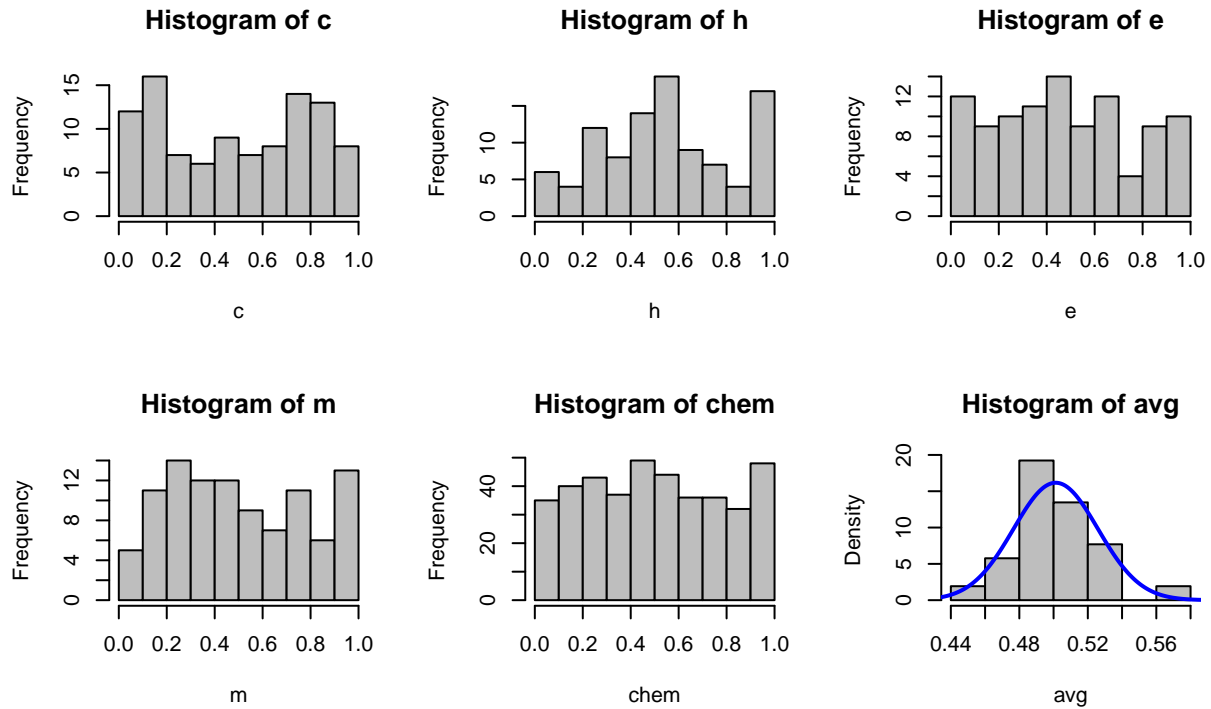 Histogram of c
Frequency
0 5 10 15
0.0 0.2 0.4 0.6 0.8 1.0
c
Histogram of h
Frequency
0 5 10
0.0 0.2 0.4 0.6 0.8 1.0
h
Histogram of e
Frequency
0 4 8 12
0.0 0.2 0.4 0.6 0.8 1.0
e
Histogram of m
Frequency
0 4 8 12
0.0 0.2 0.4 0.6 0.8 1.0
m
Histogram of chem
Frequency
0 20 40
0.0 0.2 0.4 0.6 0.8 1.0
chem
Histogram of avg
Density
0 5 10 20
0.44 0.48 0.52 0.56
avg